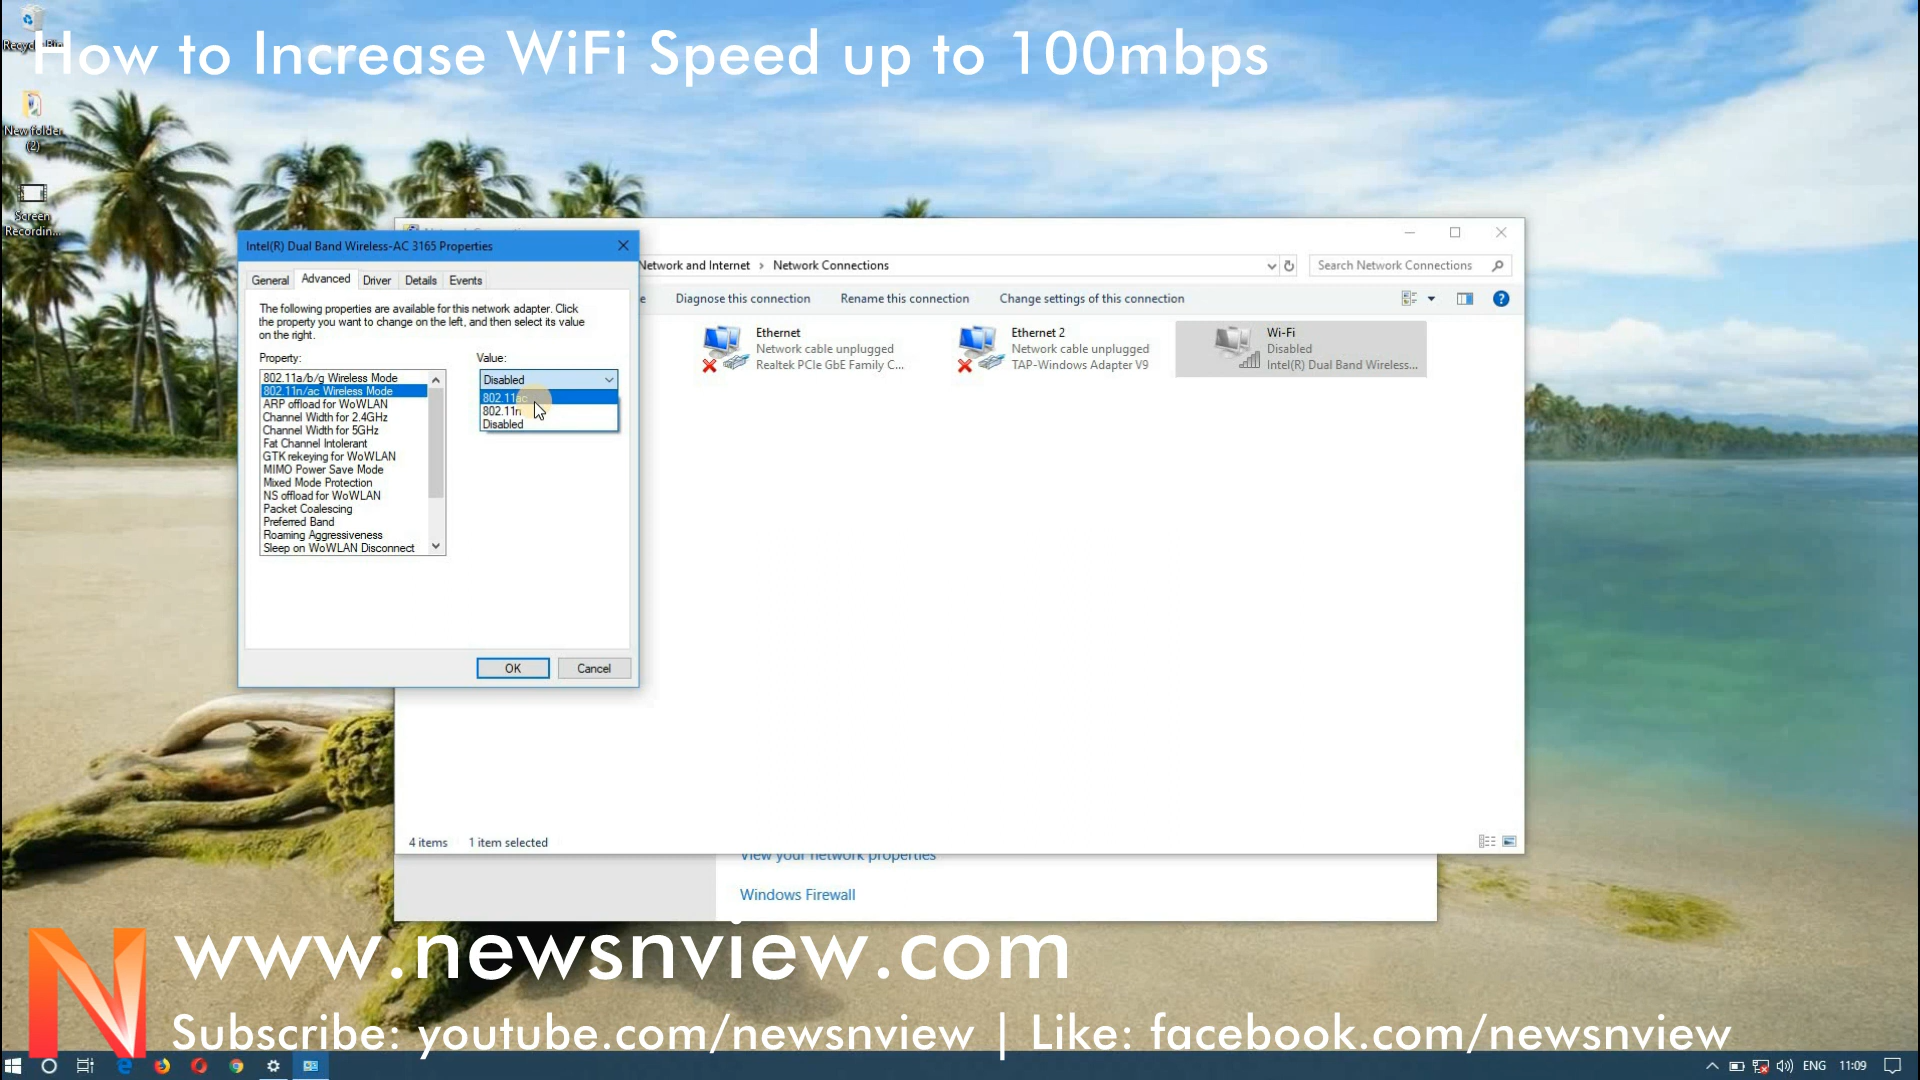 How to Increase WiFi Speed up to 100mbps
New folder
(2)
Screen
Recordin...
Intel(R) Dual Band Wireless-AC 3165 Properties
General
Advanced
Driver
Details
Events
The following properties are available for this network adapter. Click
the property you want to change on the left, and then select its value
on the right.
Property:
802.11a/b/g Wireless Mode
802.11n/ac Wireless Mode
ARP offload for WoWLAN
Channel Width for 2.4GHz
Channel Width for 5GHz
Fat Channel Intolerant
GTK rekeying for WoWLAN
MIMO Power Save Mode
Mixed Mode Protection
NS offload for WoWLAN
Packet Coalescing
Preferred Band
Roaming Aggressiveness
Sleep on WoWLAN Disconnect
Value:
Disabled
802.11ac
802.11n
Disabled
OK
Cancel
Network and Internet › Network Connections
Search Network Connections
Diagnose this connection
Rename this connection
Change settings of this connection
Ethernet
Network cable unplugged
Realtek PCIe GbE Family C...
Ethernet 2
Network cable unplugged
TAP-Windows Adapter V9
Wi-Fi
Disabled
Intel(R) Dual Band Wireless...
4 items
1 item selected
View your network properties
Windows Firewall
N
www.newsnview.com
Subscribe: youtube.com/newsnview | Like: facebook.com/newsnview
ENG
11:09